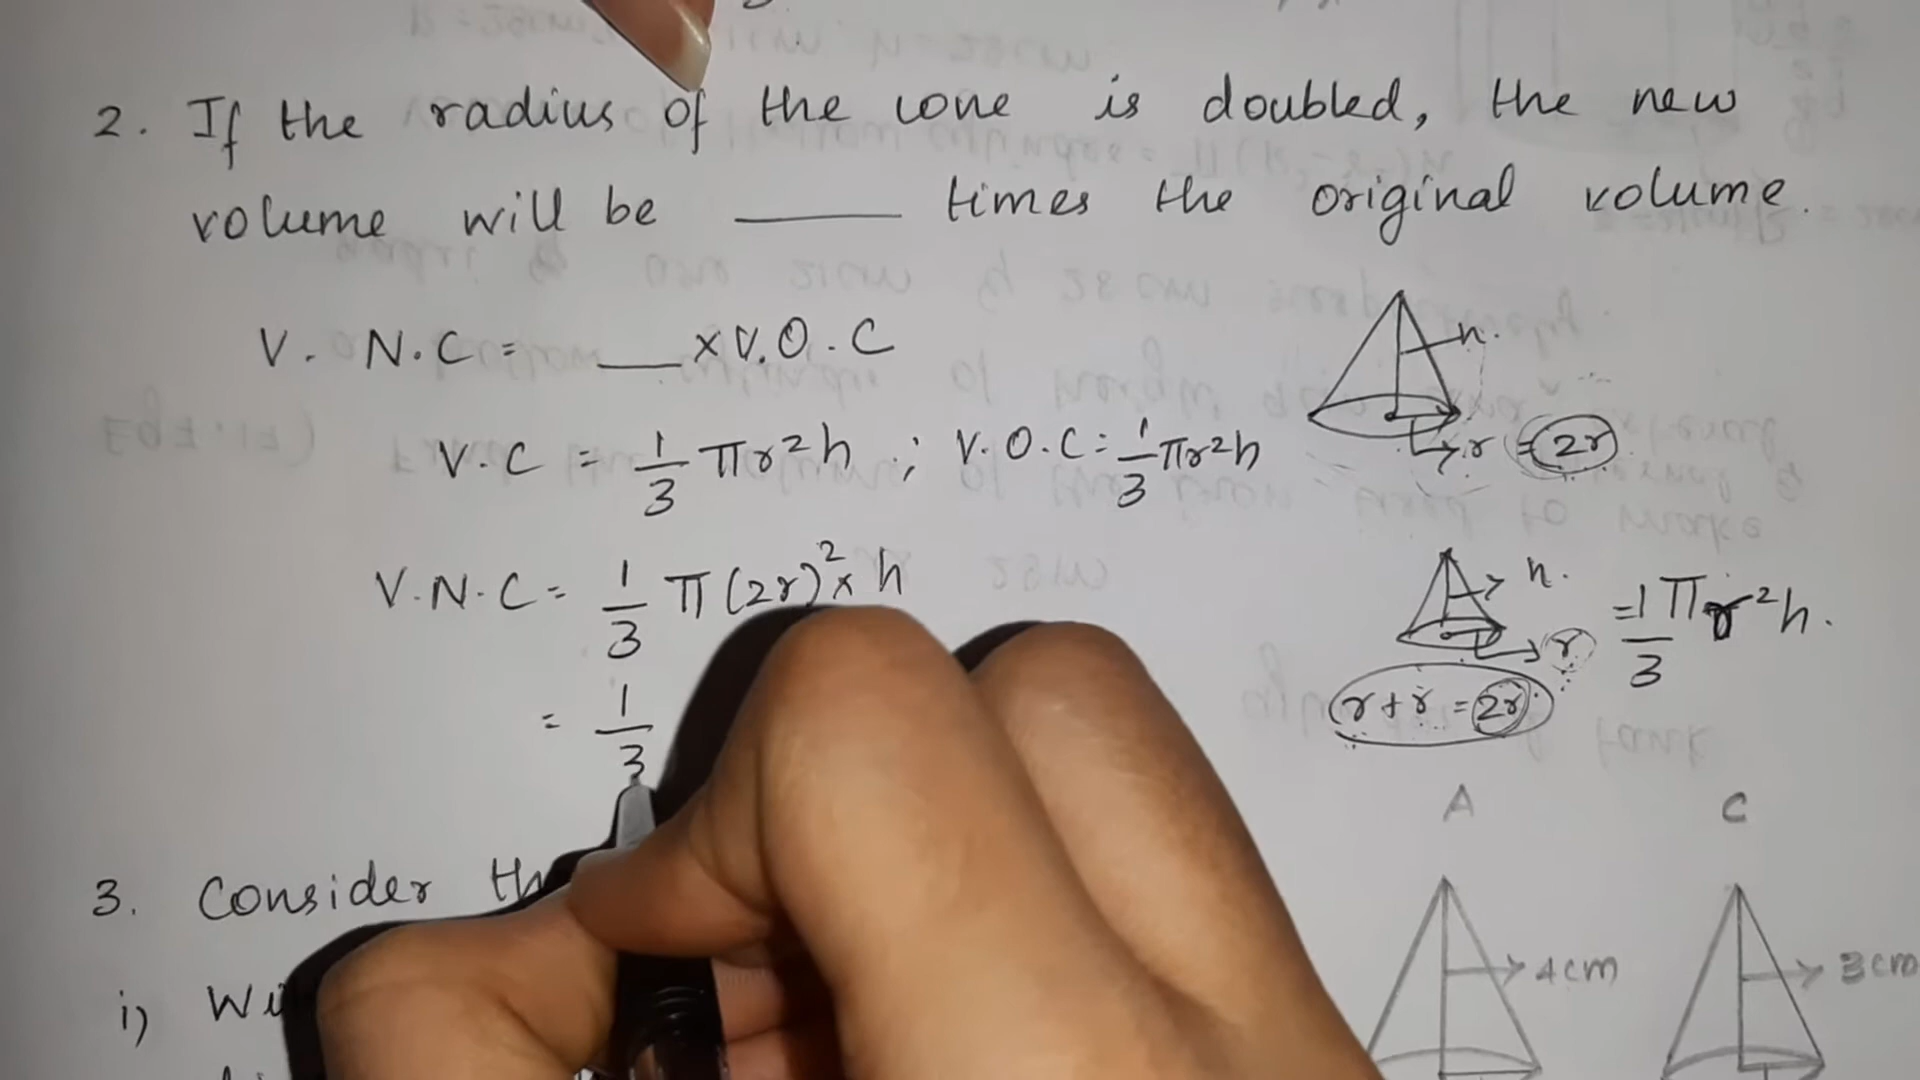 2. If the radius of the cone is doubled, the new
volume will be ____ times the original volume.
V. N.C = ___ x V.O.C
h.
V.C = 1/3 πr²h ; V.O.C = 1/3 πr²h
r = 2r
V.N.C = 1/3 π (2r)² x h
h.
r
= 1/3 πr²h.
r + r = 2r
= 1/3
A C
3. Consider
i)
4cm 3cm